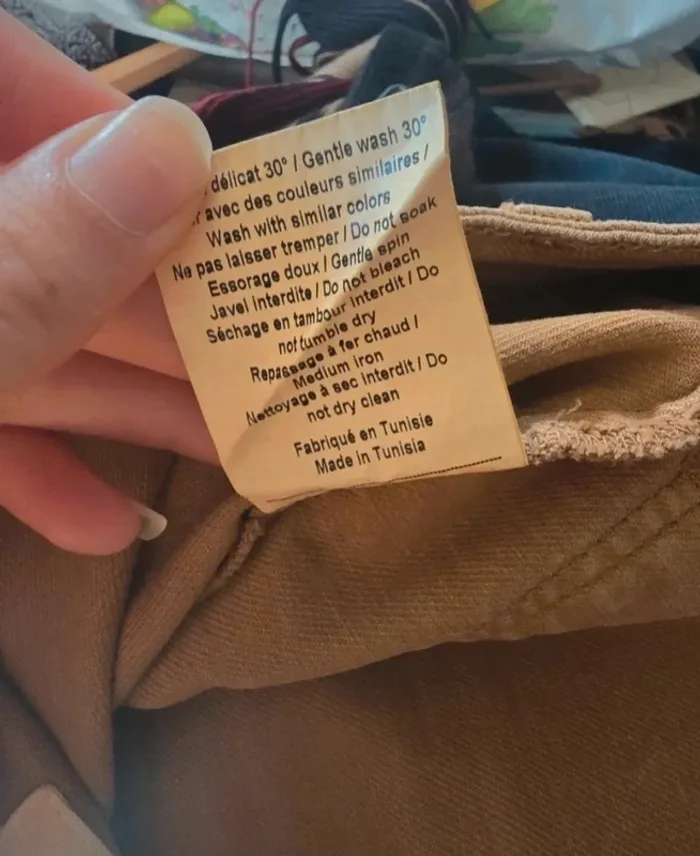 délicat 30° / Gentle wash 30°
avec des couleurs similaires /
Wash with similar colors
Ne pas laisser tremper / Do not soak
Essorage doux / Gentle spin
Javel interdite / Do not bleach
Séchage en tambour interdit / Do
not tumble dry
Repassage à fer chaud /
Medium iron
Nettoyage à sec interdit / Do
not dry clean
Fabriqué en Tunisie
Made in Tunisia